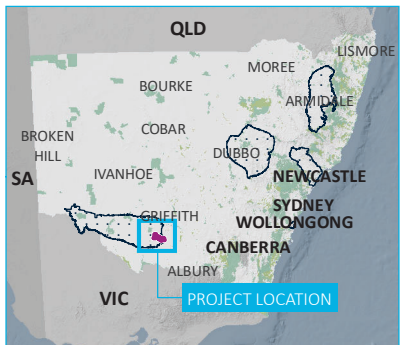 QLD
LISMORE
MOREE
BOURKE
ARMIDALE
COBAR
BROKEN
HILL
DUBBO
IVANHOE
NEWCASTLE
SA
SYDNEY
GRIFFITH
WOLLONGONG
CANBERRA
ALBURY
VIC
PROJECT LOCATION